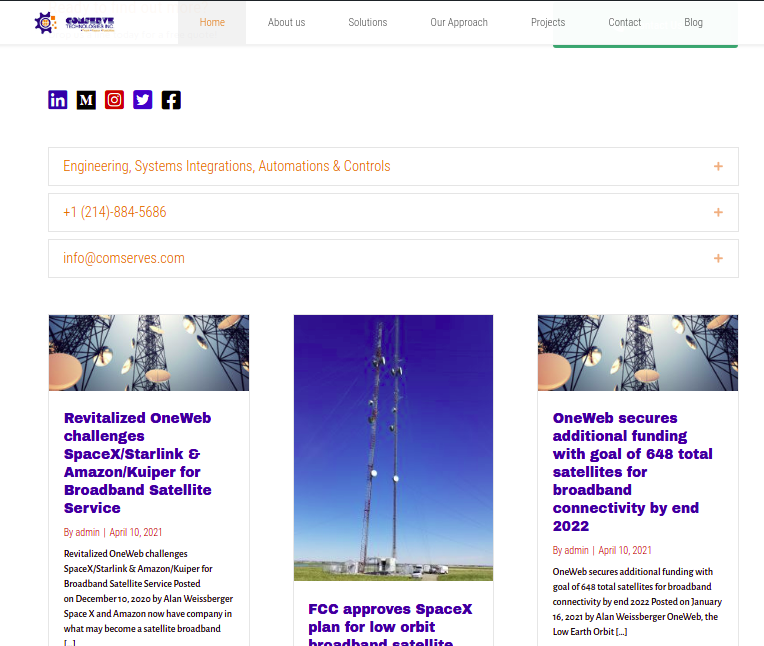 COMSERVE
TECHNOLOGIES INC.
Home
About us
Solutions
Our Approach
Projects
Contact
Blog
Engineering, Systems Integrations, Automations & Controls
+1 (214)-884-5686
info@comserves.com
Revitalized OneWeb
challenges
SpaceX/Starlink &
Amazon/Kuiper for
Broadband Satellite
Service
By admin | April 10, 2021
Revitalized OneWeb challenges
SpaceX/Starlink & Amazon/Kuiper for
Broadband Satellite Service Posted
on December 10, 2020 by Alan Weissberger
Space X and Amazon now have company in
what may become a satellite broadband
[...]
FCC approves SpaceX
plan for low orbit
broadband satellite
OneWeb secures
additional funding
with goal of 648 total
satellites for
broadband
connectivity by end
2022
By admin | April 10, 2021
OneWeb secures additional funding with
goal of 648 total satellites for broadband
connectivity by end 2022 Posted on January
16, 2021 by Alan Weissberger OneWeb, the
Low Earth Orbit [...]